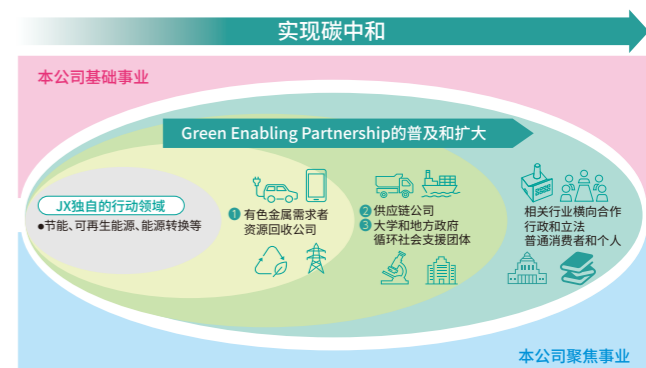 实现碳中和
本公司基础事业
Green Enabling Partnership的普及和扩大
JX独自的行动领域
●节能、可再生能源、能源转换等
❶ 有色金属需求者
资源回收公司
❷ 供应链公司
❸ 大学和地方政府
循环社会支援团体
相关行业横向合作
行政和立法
普通消费者和个人
本公司聚焦事业